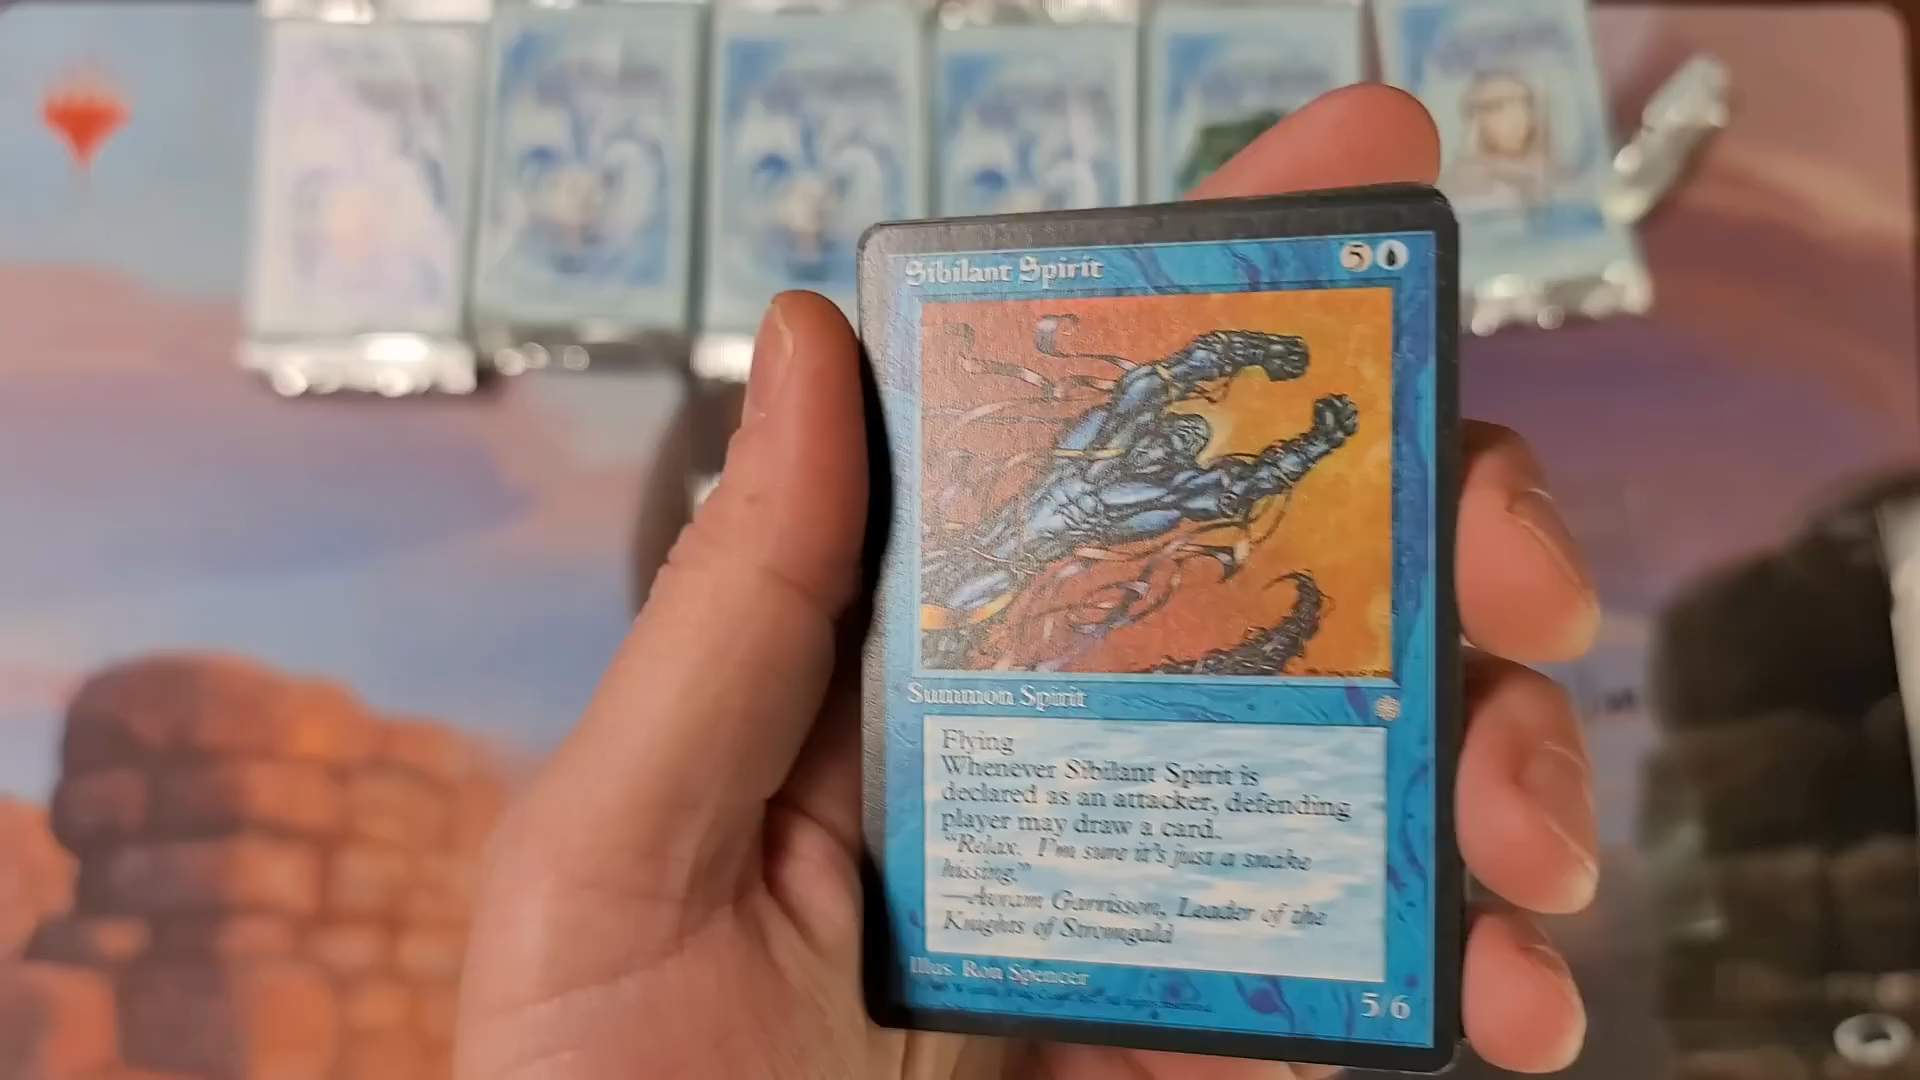 Sibilant Spirit
5
Summon Spirit
Flying
Whenever Sibilant Spirit is
declared as an attacker, defending
player may draw a card.
"Relax. I'm sure it's just a snake
hissing."
—Avram Garrisson, Leader of the
Knights of Stromgald
Illus. Ron Spencer
5/6